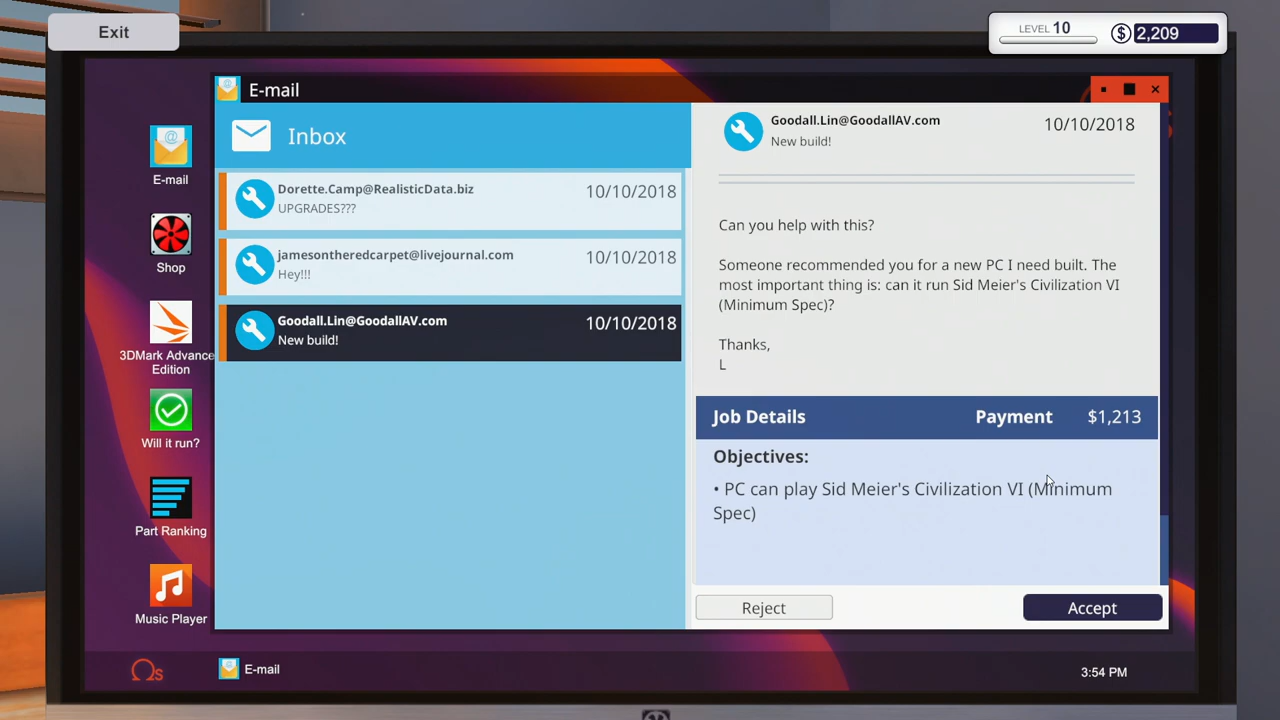 Exit
LEVEL 10
$ 2,209
E-mail
E-mail
Shop
3DMark Advance
Edition
Will it run?
Part Ranking
Music Player
Inbox
Dorette.Camp@RealisticData.biz 10/10/2018
UPGRADES???
jamesontheredcarpet@livejournal.com 10/10/2018
Hey!!!
Goodall.Lin@GoodallAV.com 10/10/2018
New build!
Goodall.Lin@GoodallAV.com 10/10/2018
New build!
Can you help with this?
Someone recommended you for a new PC I need built. The
most important thing is: can it run Sid Meier's Civilization VI
(Minimum Spec)?
Thanks,
L
Job Details Payment $1,213
Objectives:
• PC can play Sid Meier's Civilization VI (Minimum
Spec)
Reject Accept
Ωs E-mail 3:54 PM